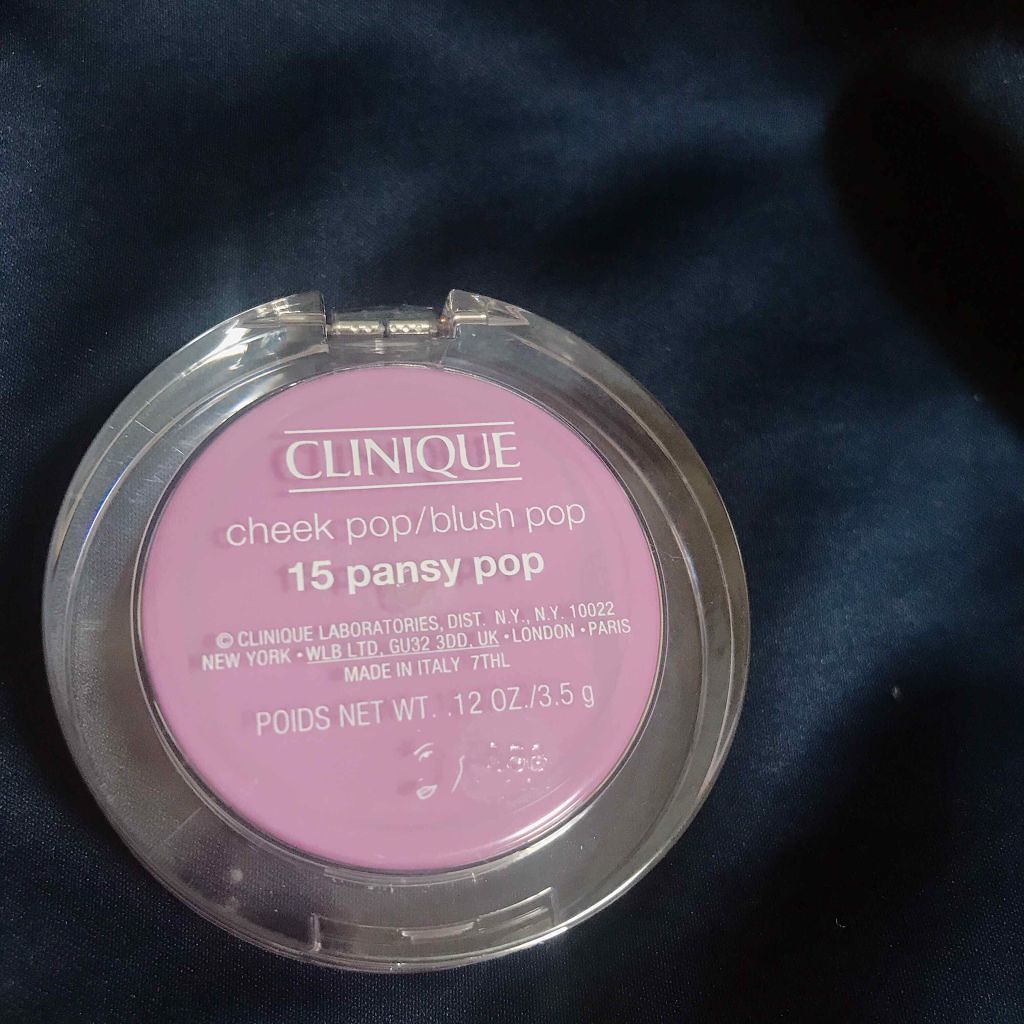 CLINIQUE
cheek pop/blush pop
15 pansy pop
© CLINIQUE LABORATORIES, DIST. N.Y., N.Y. 10022
NEW YORK • WLB LTD, GU32 3DD, UK • LONDON • PARIS
MADE IN ITALY 7THL
POIDS NET WT. .12 OZ./3.5 g